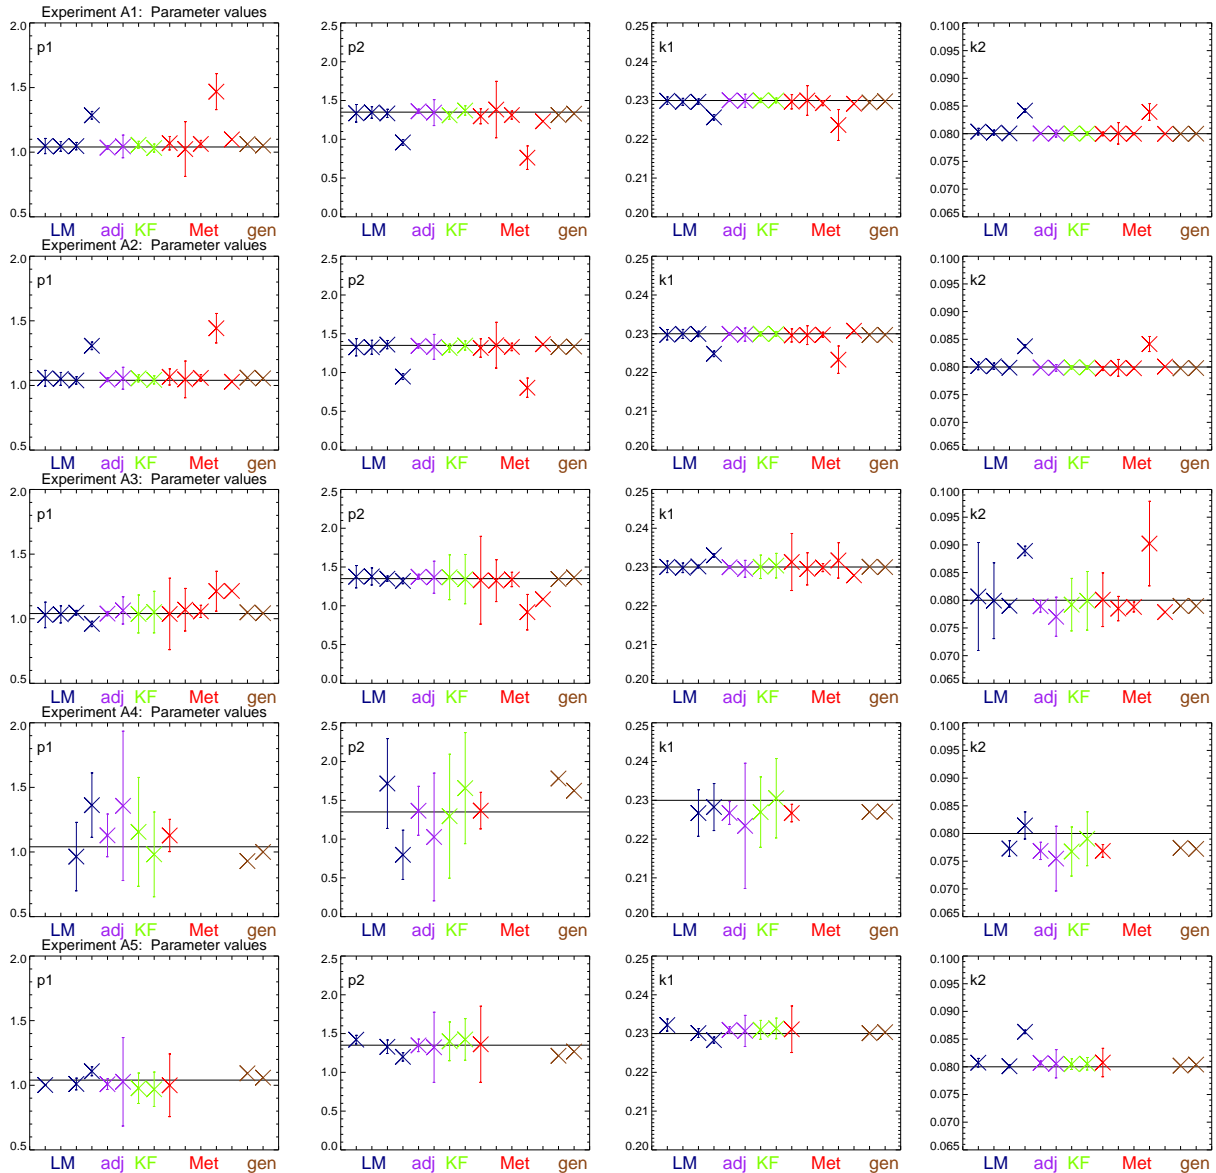 Experiment A1: Parameter values
2.0 2.5 0.25 0.100
p1 p2 k1 k2
2.0 0.24 0.095
1.5 0.090
1.5 0.23 0.085
1.0 1.0 0.080
0.22 0.075
0.5 0.21 0.070
0.5 0.0 0.20 0.065
LM adj KF Met gen LM adj KF Met gen LM adj KF Met gen LM adj KF Met gen
Experiment A2: Parameter values
2.0 2.5 0.25 0.100
p1 p2 k1 k2
2.0 0.24 0.095
1.5 0.090
1.5 0.23 0.085
1.0 1.0 0.080
0.22 0.075
0.5 0.21 0.070
0.5 0.0 0.20 0.065
LM adj KF Met gen LM adj KF Met gen LM adj KF Met gen LM adj KF Met gen
Experiment A3: Parameter values
2.0 2.5 0.25 0.100
p1 p2 k1 k2
2.0 0.24 0.095
1.5 0.090
1.5 0.23 0.085
1.0 1.0 0.080
0.22 0.075
0.5 0.21 0.070
0.5 0.0 0.20 0.065
LM adj KF Met gen LM adj KF Met gen LM adj KF Met gen LM adj KF Met gen
Experiment A4: Parameter values
2.0 2.5 0.25 0.100
p1 p2 k1 k2
2.0 0.24 0.095
1.5 0.090
1.5 0.23 0.085
1.0 1.0 0.080
0.22 0.075
0.5 0.21 0.070
0.5 0.0 0.20 0.065
LM adj KF Met gen LM adj KF Met gen LM adj KF Met gen LM adj KF Met gen
Experiment A5: Parameter values
2.0 2.5 0.25 0.100
p1 p2 k1 k2
2.0 0.24 0.095
1.5 0.090
1.5 0.23 0.085
1.0 1.0 0.080
0.22 0.075
0.5 0.21 0.070
0.5 0.0 0.20 0.065
LM adj KF Met gen LM adj KF Met gen LM adj KF Met gen LM adj KF Met gen